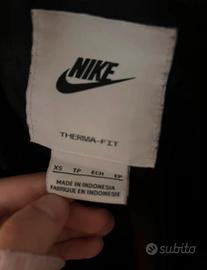 NIKE
THERMA-FIT
XS TP ECH EP
MADE IN INDONESIA
FABRIQUE EN INDONESIE
subito